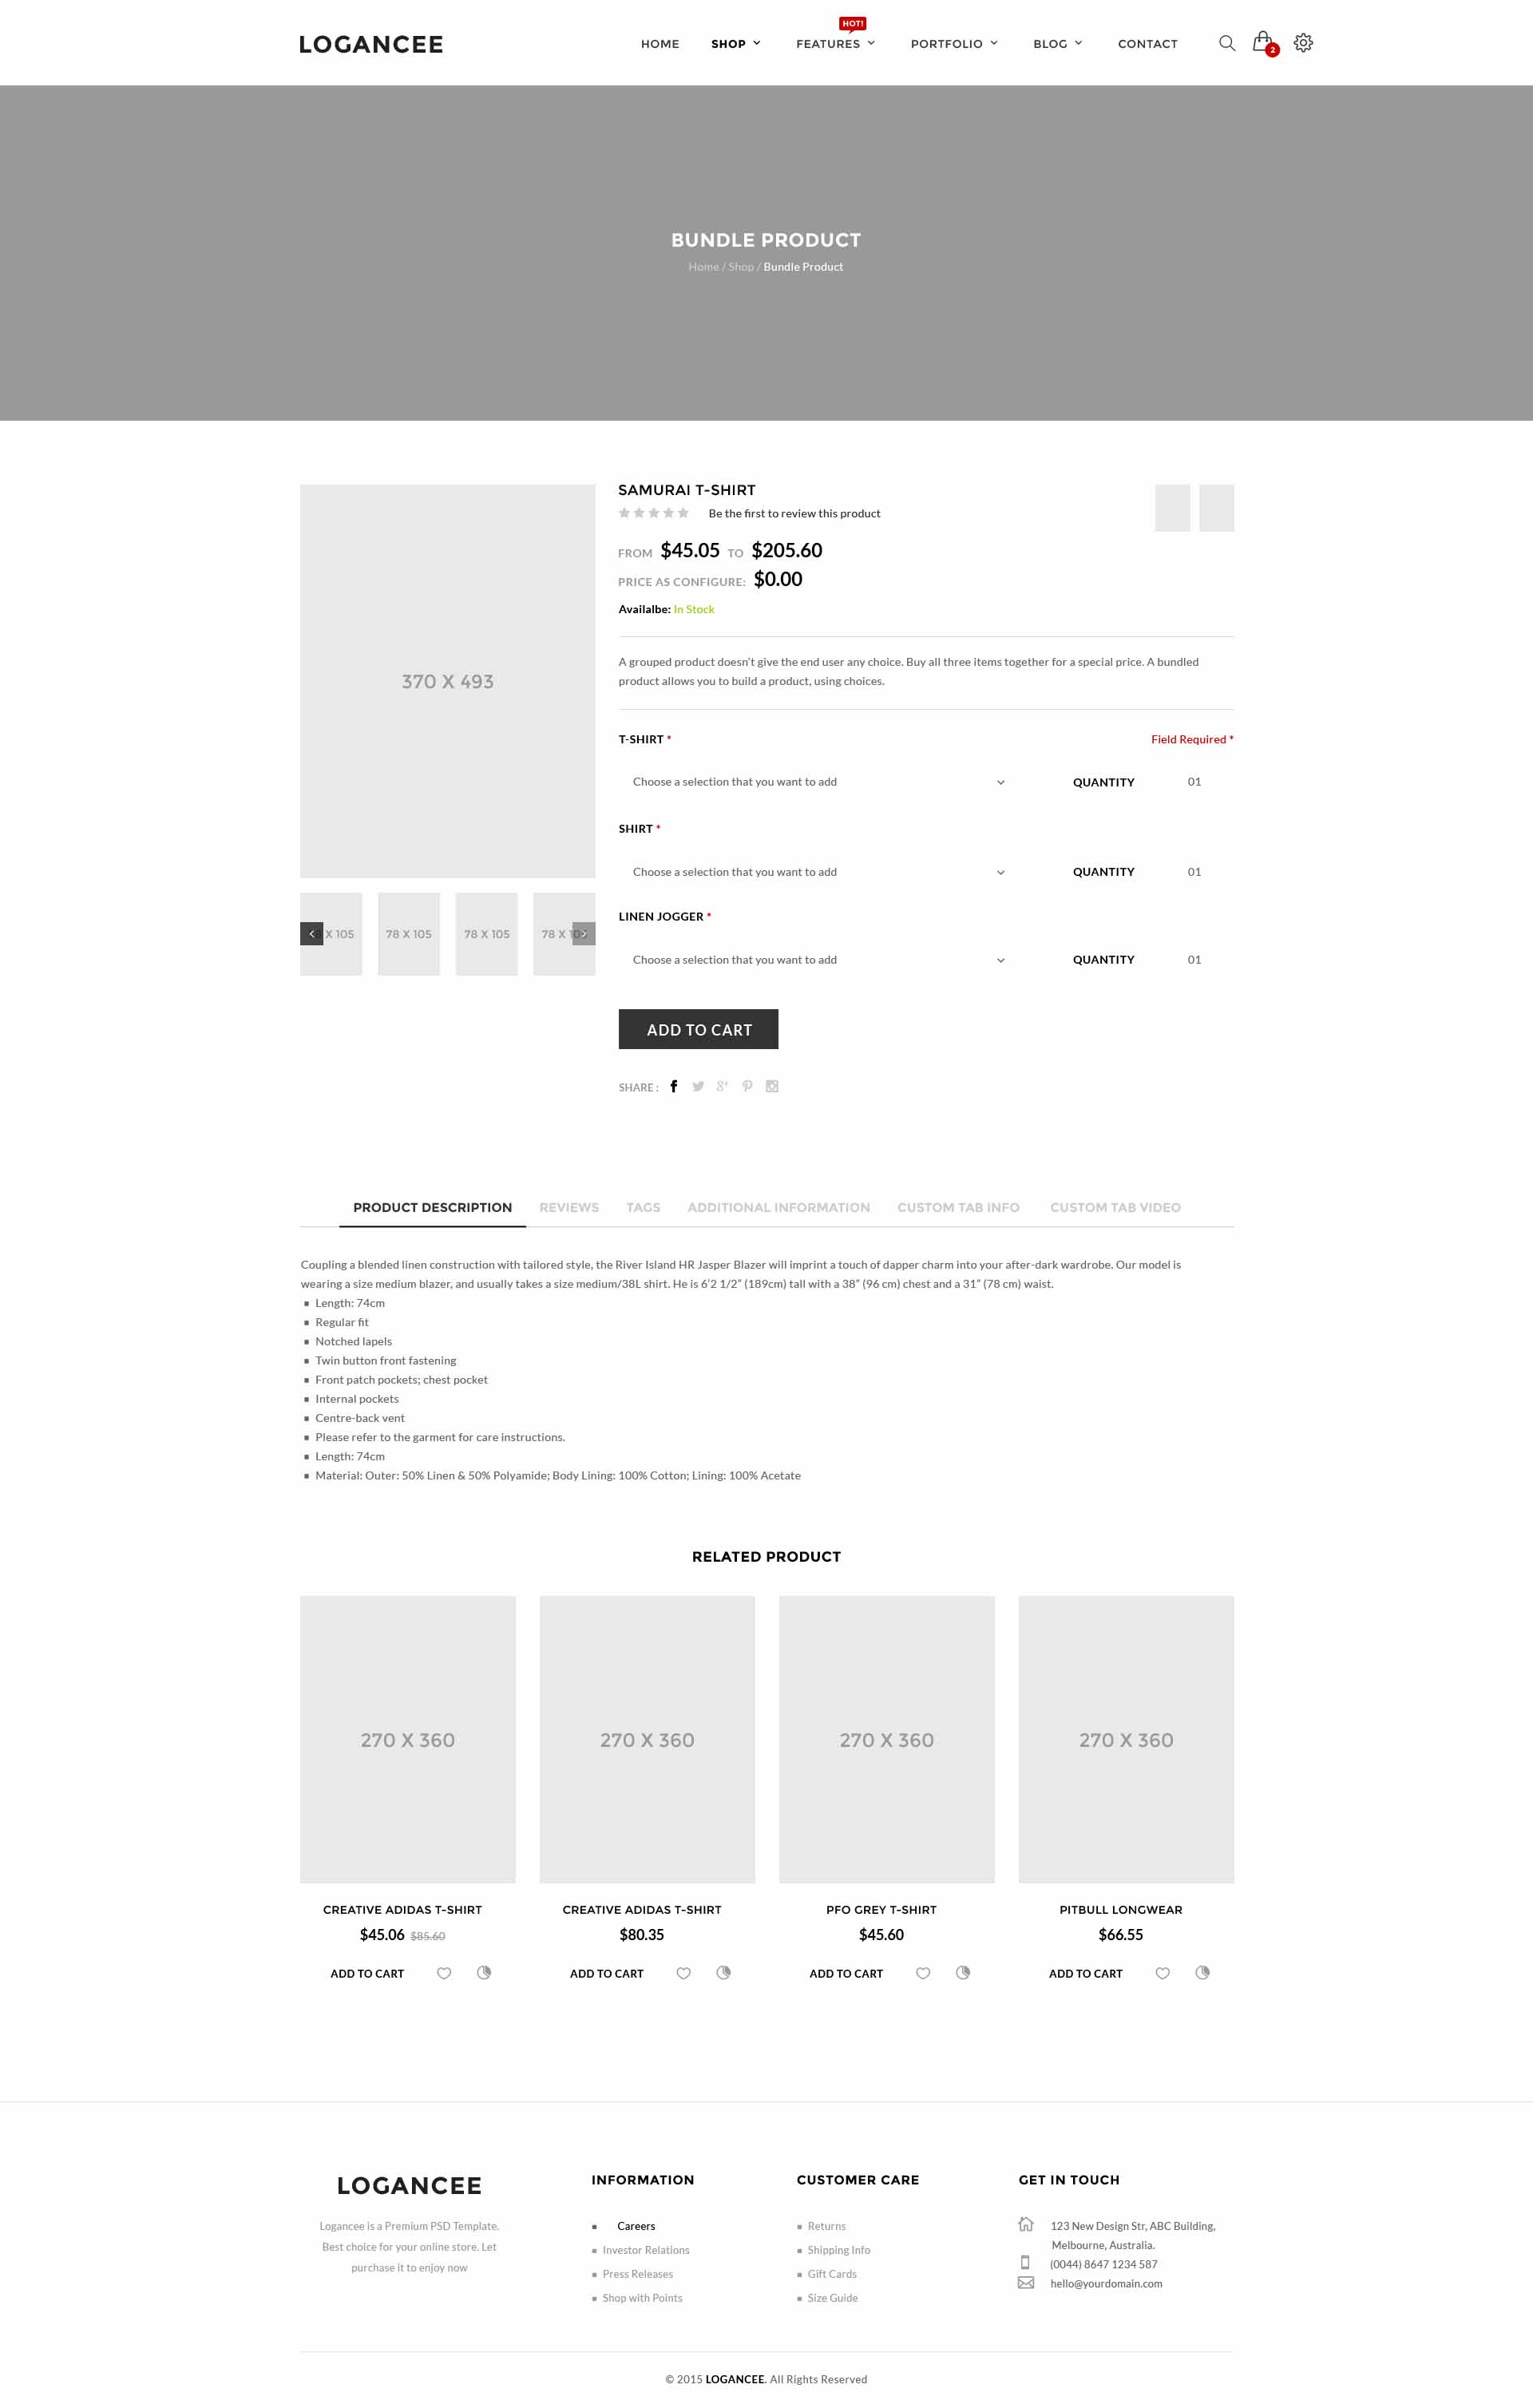 LOGANCEE
HOME SHOP FEATURES HOT! PORTFOLIO BLOG CONTACT 2
BUNDLE PRODUCT
Home / Shop / Bundle Product
370 X 493
X 105 78 X 105 78 X 105 78 X
SAMURAI T-SHIRT
Be the first to review this product
FROM $45.05 TO $205.60
PRICE AS CONFIGURE: $0.00
Availalbe: In Stock
A grouped product doesn’t give the end user any choice. Buy all three items together for a special price. A bundled
product allows you to build a product, using choices.
T-SHIRT * Field Required *
Choose a selection that you want to add QUANTITY 01
SHIRT *
Choose a selection that you want to add QUANTITY 01
LINEN JOGGER *
Choose a selection that you want to add QUANTITY 01
ADD TO CART
SHARE :
PRODUCT DESCRIPTION REVIEWS TAGS ADDITIONAL INFORMATION CUSTOM TAB INFO CUSTOM TAB VIDEO
Coupling a blended linen construction with tailored style, the River Island HR Jasper Blazer will imprint a touch of dapper charm into your after-dark wardrobe. Our model is
wearing a size medium blazer, and usually takes a size medium/38L shirt. He is 6’2 1/2” (189cm) tall with a 38” (96 cm) chest and a 31” (78 cm) waist.
Length: 74cm
Regular fit
Notched lapels
Twin button front fastening
Front patch pockets; chest pocket
Internal pockets
Centre-back vent
Please refer to the garment for care instructions.
Length: 74cm
Material: Outer: 50% Linen & 50% Polyamide; Body Lining: 100% Cotton; Lining: 100% Acetate
RELATED PRODUCT
270 X 360 270 X 360 270 X 360 270 X 360
CREATIVE ADIDAS T-SHIRT CREATIVE ADIDAS T-SHIRT PFO GREY T-SHIRT PITBULL LONGWEAR
$45.06 $85.60 $80.35 $45.60 $66.55
ADD TO CART ADD TO CART ADD TO CART ADD TO CART
LOGANCEE
Logancee is a Premium PSD Template.
Best choice for your online store. Let
purchase it to enjoy now
INFORMATION
Careers
Investor Relations
Press Releases
Shop with Points
CUSTOMER CARE
Returns
Shipping Info
Gift Cards
Size Guide
GET IN TOUCH
123 New Design Str, ABC Building,
Melbourne, Australia.
(0044) 8647 1234 587
hello@yourdomain.com
© 2015 LOGANCEE. All Rights Reserved